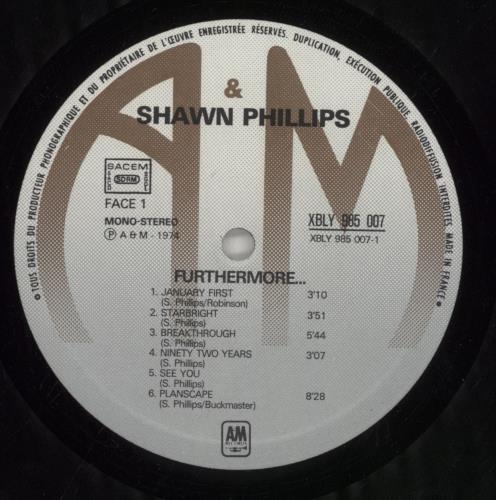 • TOUS DROITS DU PRODUCTEUR PHONOGRAPHIQUE ET DU PROPRIÉTAIRE DE L'ŒUVRE ENREGISTRÉE RÉSERVÉS. DUPLICATION, EXÉCUTION PUBLIQUE, RADIODIFFUSION INTERDITES. MADE IN FRANCE •
A M
&
SHAWN PHILLIPS
SACEM
SDRM
FACE 1
MONO-STEREO
Ⓟ A & M - 1974
XBLY 985 007
XBLY 985 007-1
FURTHERMORE...
1. JANUARY FIRST 3'10
(S. Phillips/Robinson)
2. STARBRIGHT 3'51
(S. Phillips)
3. BREAKTHROUGH 5'44
(S. Phillips)
4. NINETY TWO YEARS 3'07
(S. Phillips)
5. SEE YOU
(S. Phillips)
6. PLANSCAPE 8'28
(S. Phillips/Buckmaster)
AM
RECORDS